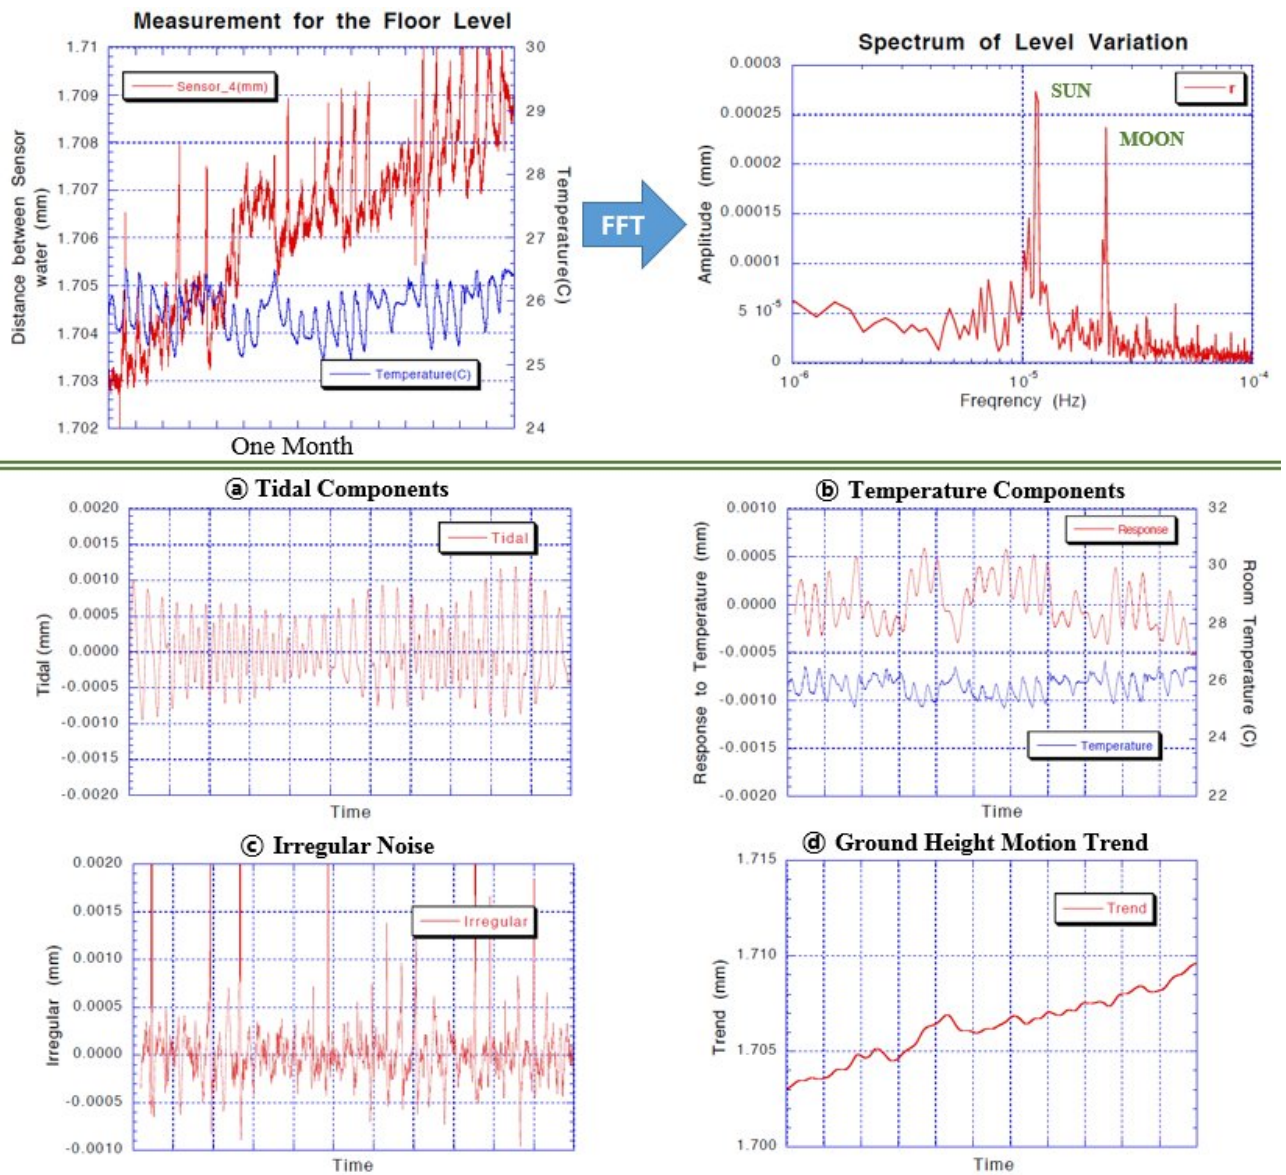 Measurement for the Floor Level
1.71
1.709
1.708
1.707
1.706
1.705
1.704
1.703
1.702
Distance between Sensor
water (mm)
30
29
28
27
26
25
24
Temperature(C)
Sensor_4(mm)
Temperature(C)
One Month
FFT
Spectrum of Level Variation
0.0003
0.00025
0.0002
0.00015
0.0001
5 10-5
0
Amplitude (mm)
r
SUN
MOON
10-6
10-5
10-4
Freqrency (Hz)
ⓐ Tidal Components
0.0020
0.0015
0.0010
0.0005
0.0000
-0.0005
-0.0010
-0.0015
-0.0020
Tidal (mm)
Tidal
Time
ⓑ Temperature Components
0.0010
0.0005
0.0000
-0.0005
-0.0010
-0.0015
-0.0020
Response to Temperature (mm)
32
30
28
26
24
22
Room Temperature (C)
Response
Temperature
Time
ⓒ Irregular Noise
0.0020
0.0015
0.0010
0.0005
0.0000
-0.0005
-0.0010
Irregular (mm)
Irregular
Time
ⓓ Ground Height Motion Trend
1.715
1.710
1.705
1.700
Trend (mm)
Trend
Time